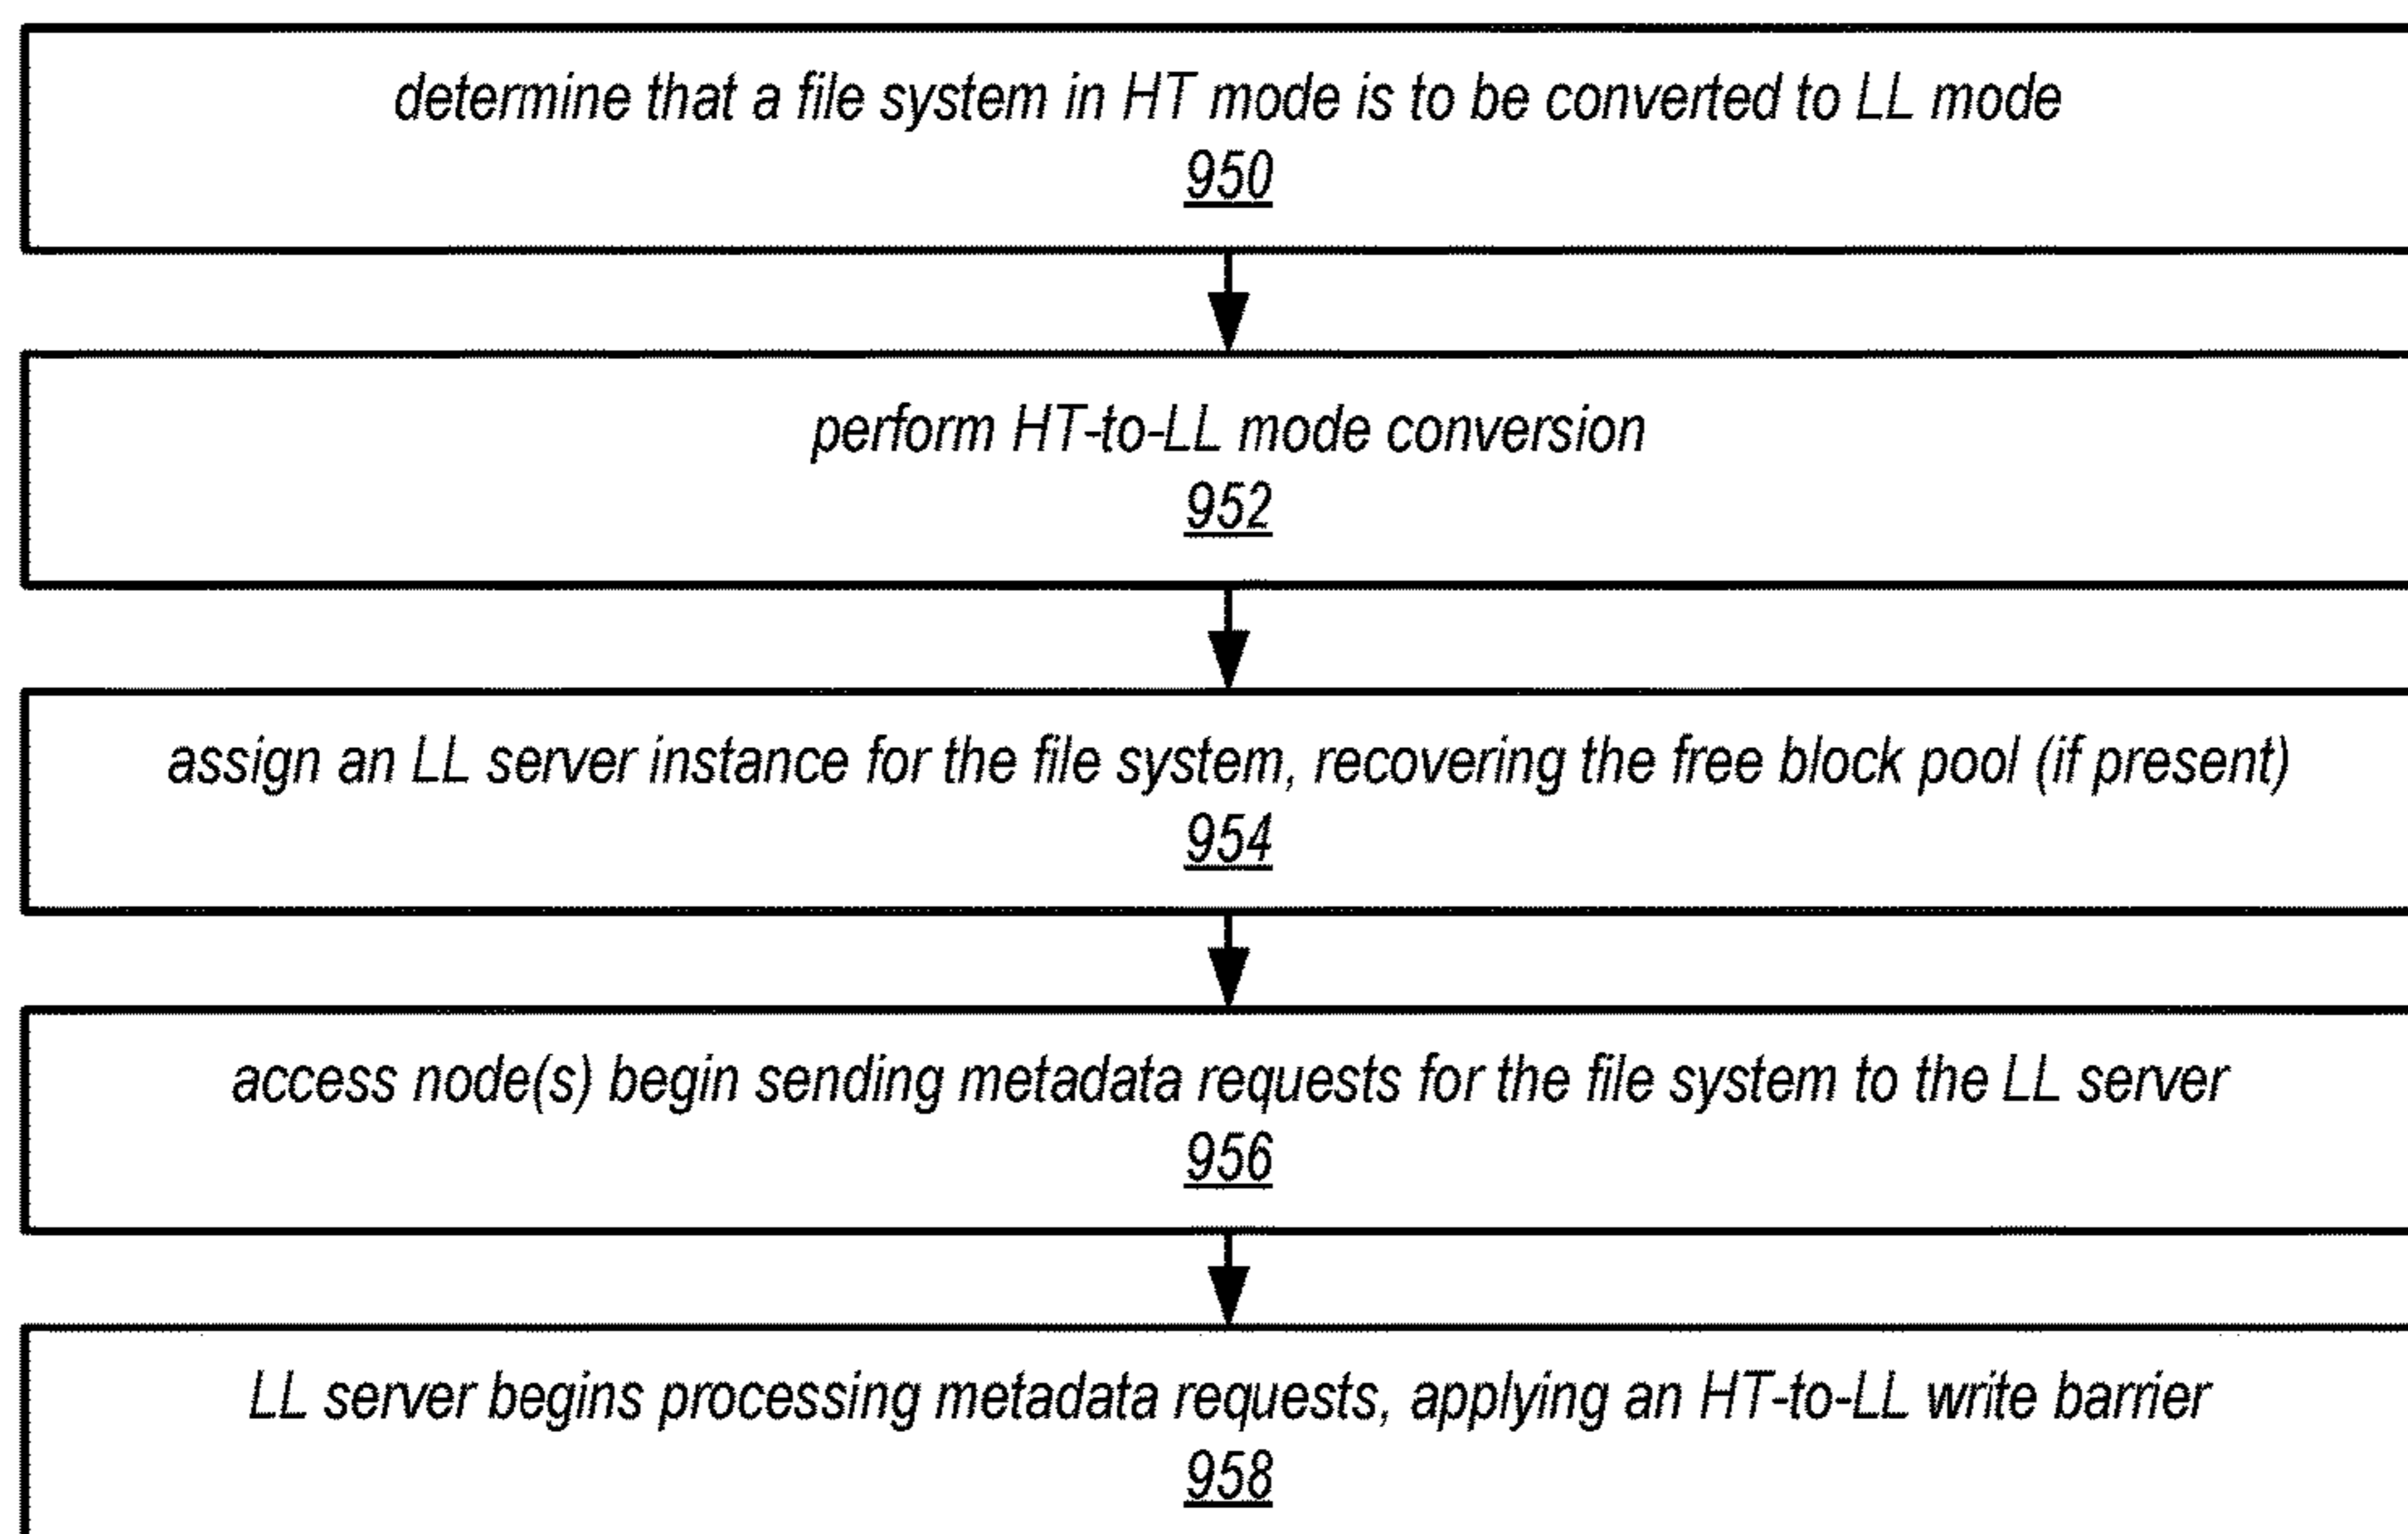 determine that a file system in HT mode is to be converted to LL mode
950
perform HT-to-LL mode conversion
952
assign an LL server instance for the file system, recovering the free block pool (if present)
954
access node(s) begin sending metadata requests for the file system to the LL server
956
LL server begins processing metadata requests, applying an HT-to-LL write barrier
958